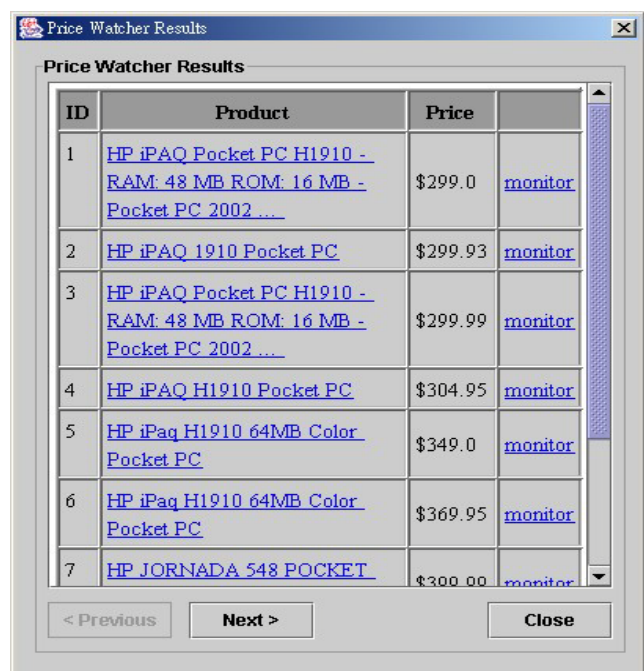 Price Watcher Results
Price Watcher Results
ID Product Price
1 HP iPAQ Pocket PC H1910 -
RAM: 48 MB ROM: 16 MB -
Pocket PC 2002 ...
$299.0 monitor
2 HP iPAQ 1910 Pocket PC $299.93 monitor
3 HP iPAQ Pocket PC H1910 -
RAM: 48 MB ROM: 16 MB -
Pocket PC 2002 ...
$299.99 monitor
4 HP iPAQ H1910 Pocket PC $304.95 monitor
5 HP iPaq H1910 64MB Color
Pocket PC
$349.0 monitor
6 HP iPaq H1910 64MB Color
Pocket PC
$369.95 monitor
7 HP JORNADA 548 POCKET
monitor
< Previous Next > Close